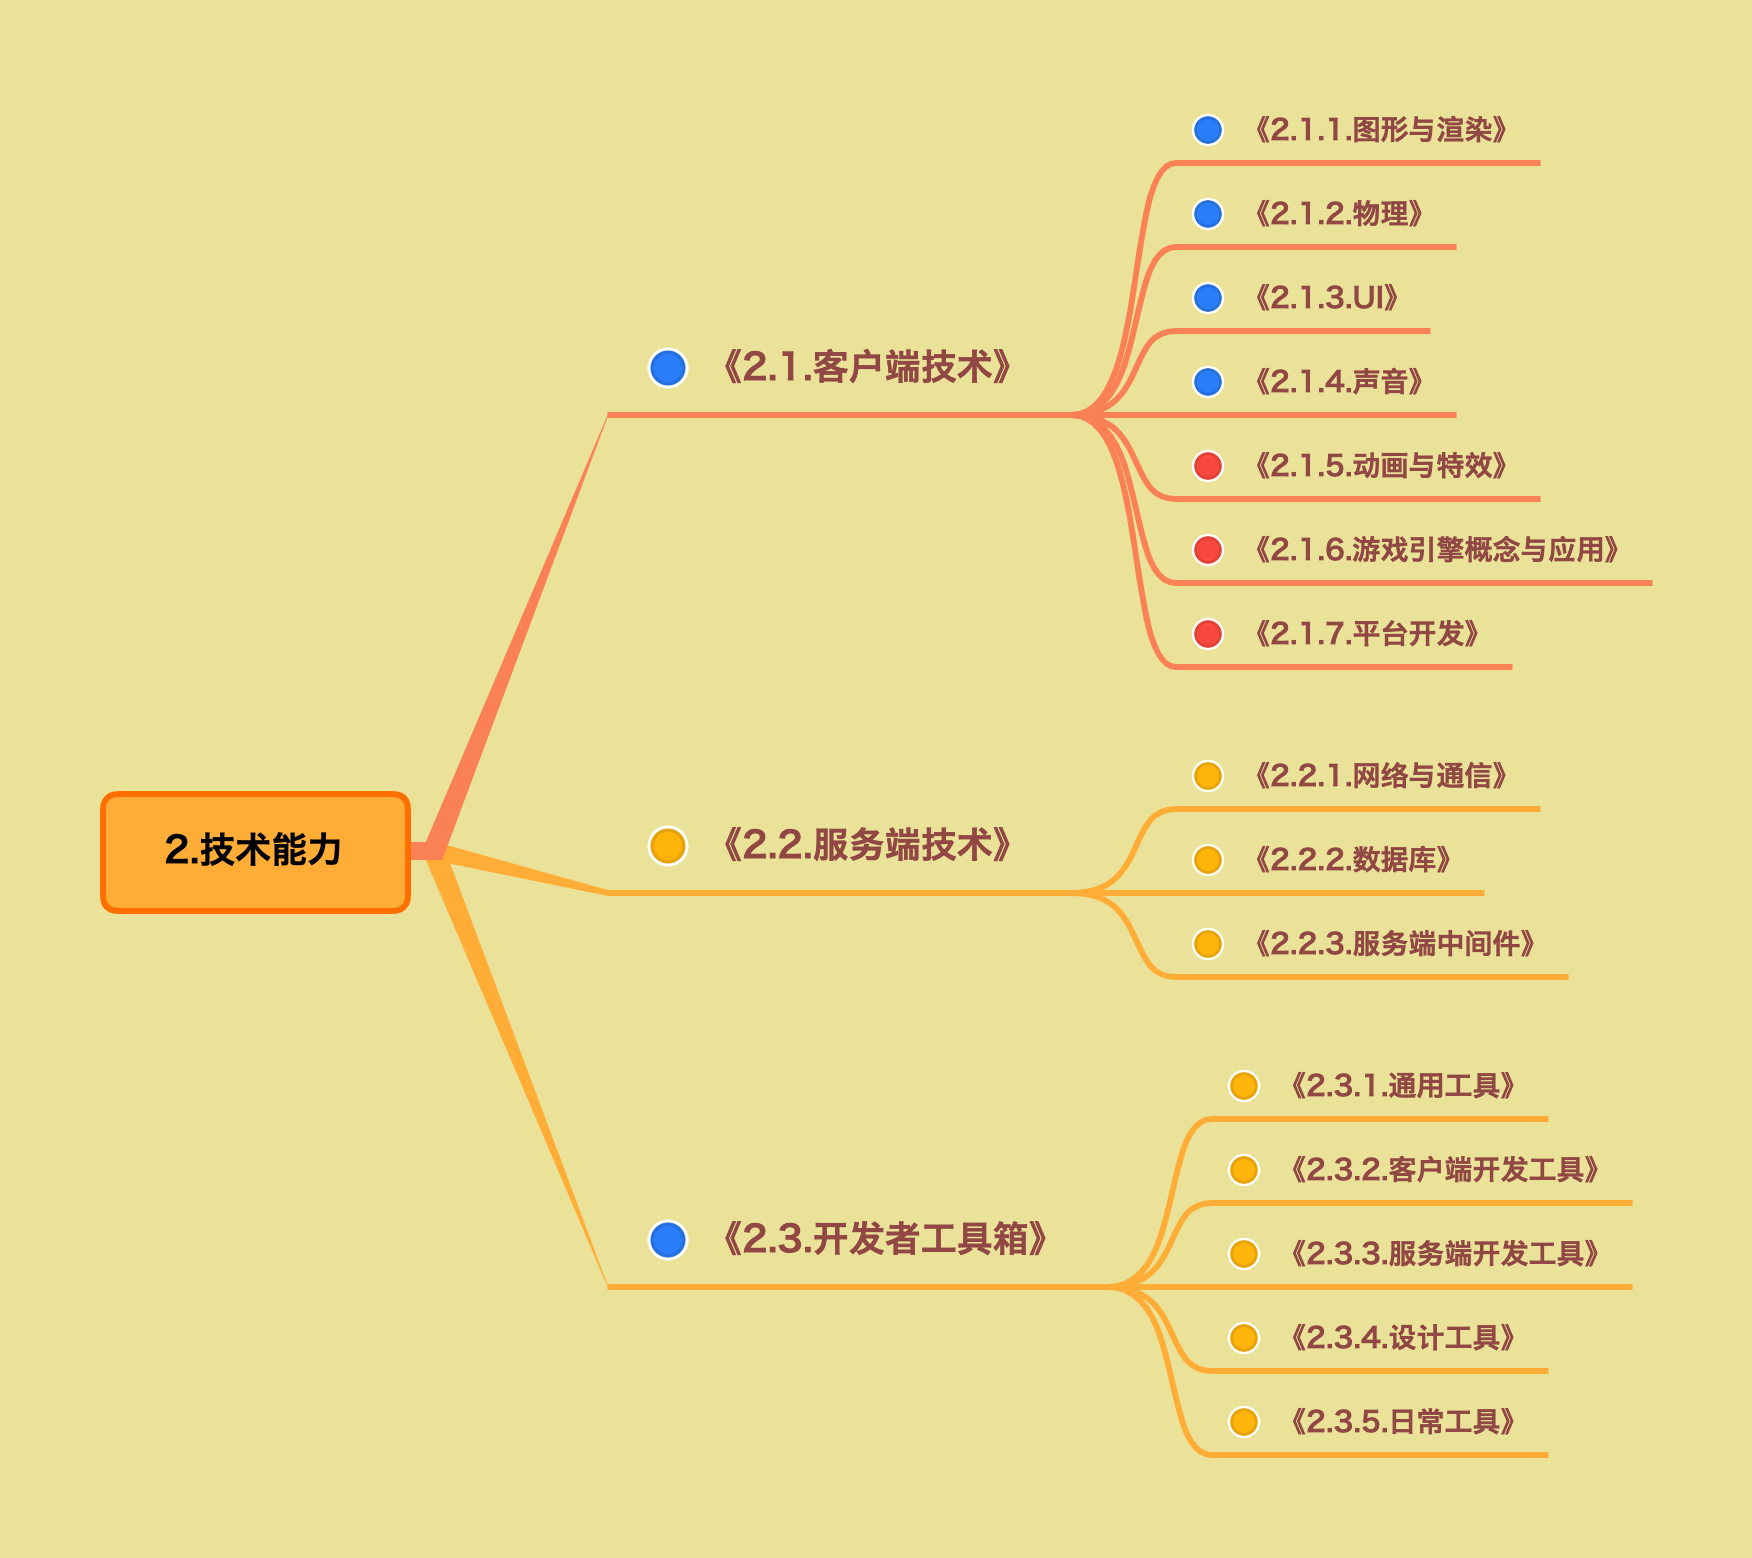 2.技术能力
《2.1.客户端技术》
《2.1.1.图形与渲染》
《2.1.2.物理》
《2.1.3.UI》
《2.1.4.声音》
《2.1.5.动画与特效》
《2.1.6.游戏引擎概念与应用》
《2.1.7.平台开发》
《2.2.服务端技术》
《2.2.1.网络与通信》
《2.2.2.数据库》
《2.2.3.服务端中间件》
《2.3.开发者工具箱》
《2.3.1.通用工具》
《2.3.2.客户端开发工具》
《2.3.3.服务端开发工具》
《2.3.4.设计工具》
《2.3.5.日常工具》